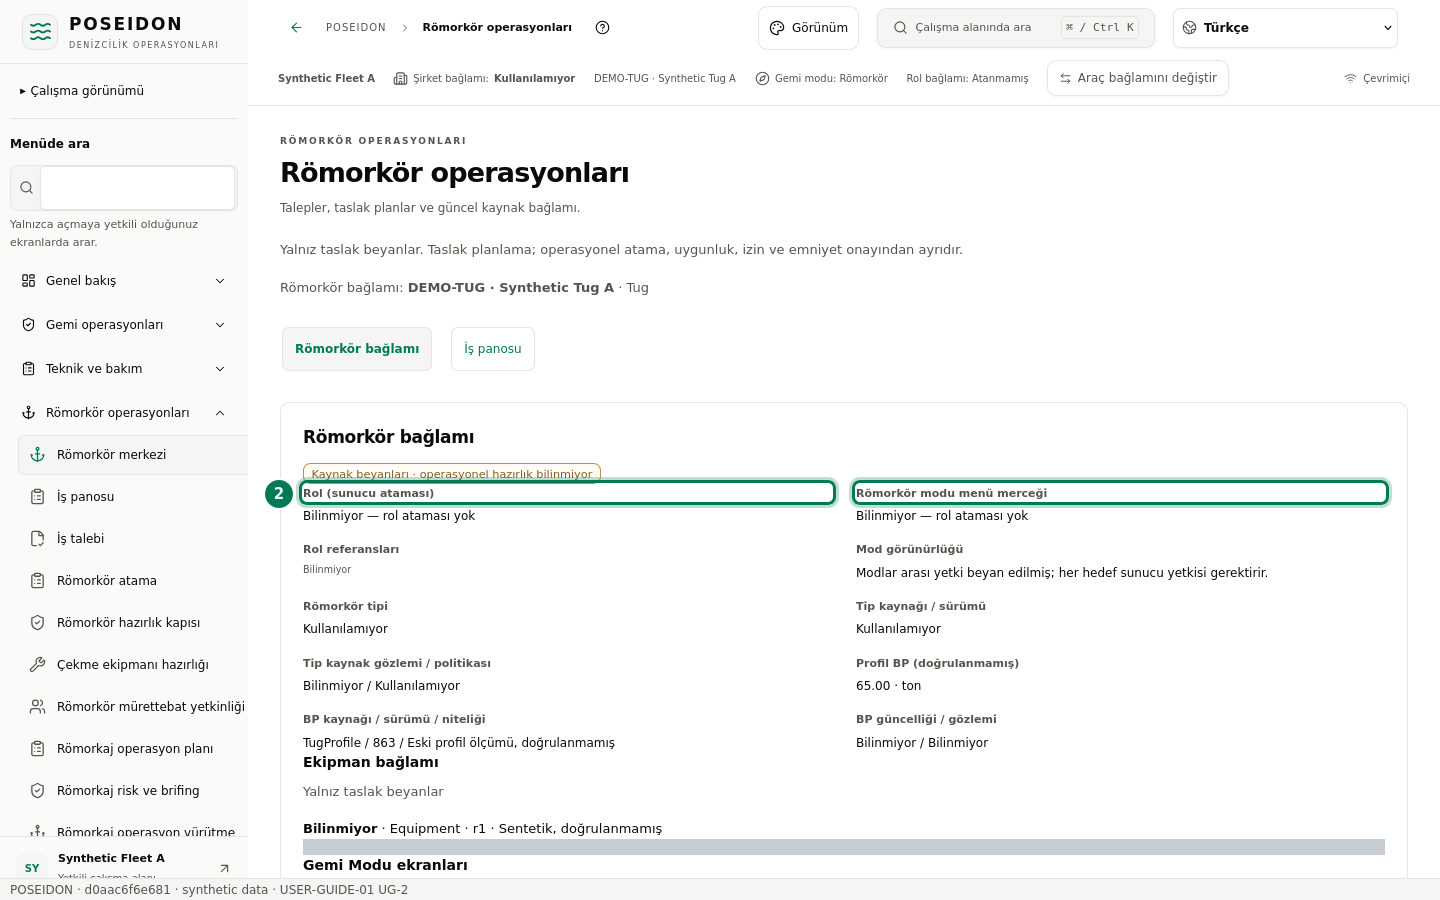 POSEIDON
DENİZCİLİK OPERASYONLARI
Çalışma görünümü
Menüde ara
Yalnızca açmaya yetkili olduğunuz
ekranlarda arar.
Genel bakış
Gemi operasyonları
Teknik ve bakım
Römorkör operasyonları
Römorkör merkezi
İş panosu
İş talebi
Römorkör atama
Römorkör hazırlık kapısı
Çekme ekipmanı hazırlığı
Römorkör mürettebat yetkinliği
Römorkaj operasyon planı
Römorkaj risk ve brifing
Römorkaj operasyon yürütme
SY
Synthetic Fleet A
Yetkili çalışma alanı
POSEIDON
Römorkör operasyonları
Görünüm
Çalışma alanında ara
⌘ / Ctrl K
Türkçe
Synthetic Fleet A
Şirket bağlamı: Kullanılamıyor
DEMO-TUG · Synthetic Tug A
Gemi modu: Römorkör
Rol bağlamı: Atanmamış
Araç bağlamını değiştir
Çevrimiçi
RÖMORKÖR OPERASYONLARI
Römorkör operasyonları
Talepler, taslak planlar ve güncel kaynak bağlamı.
Yalnız taslak beyanlar. Taslak planlama; operasyonel atama, uygunluk, izin ve emniyet onayından ayrıdır.
Römorkör bağlamı: DEMO-TUG · Synthetic Tug A · Tug
Römorkör bağlamı
İş panosu
Römorkör bağlamı
Kaynak beyanları · operasyonel hazırlık bilinmiyor
2
Rol (sunucu ataması)
Bilinmiyor — rol ataması yok
Römorkör modu menü merceği
Bilinmiyor — rol ataması yok
Rol referansları
Bilinmiyor
Mod görünürlüğü
Modlar arası yetki beyan edilmiş; her hedef sunucu yetkisi gerektirir.
Römorkör tipi
Kullanılamıyor
Tip kaynağı / sürümü
Kullanılamıyor
Tip kaynak gözlemi / politikası
Bilinmiyor / Kullanılamıyor
Profil BP (doğrulanmamış)
65.00 · ton
BP kaynağı / sürümü / niteliği
TugProfile / 863 / Eski profil ölçümü, doğrulanmamış
BP güncelliği / gözlemi
Bilinmiyor / Bilinmiyor
Ekipman bağlamı
Yalnız taslak beyanlar
Bilinmiyor · Equipment · r1 · Sentetik, doğrulanmamış
Gemi Modu ekranları
POSEIDON · d0aac6f6e681 · synthetic data · USER-GUIDE-01 UG-2